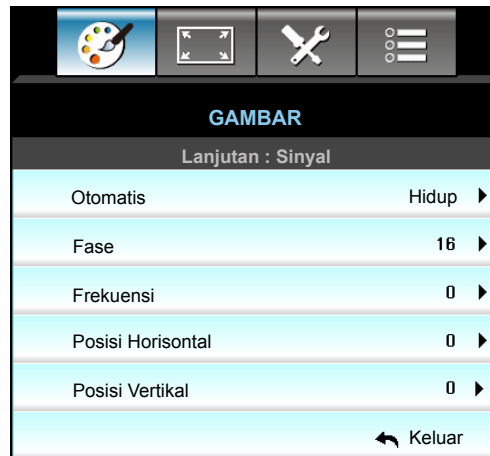 GAMBAR
Lanjutan : Sinyal
Otomatis Hidup
Fase 16
Frekuensi 0
Posisi Horisontal 0
Posisi Vertikal 0
Keluar